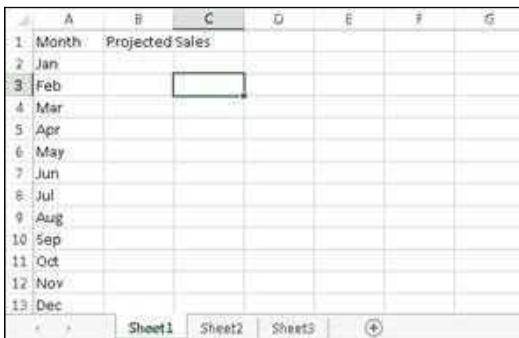 A B C D E F G
1 Month Projected Sales
2 Jan
3 Feb
4 Mar
5 Apr
6 May
7 Jun
8 Jul
9 Aug
10 Sep
11 Oct
12 Nov
13 Dec
Sheet1 Sheet2 Sheet3